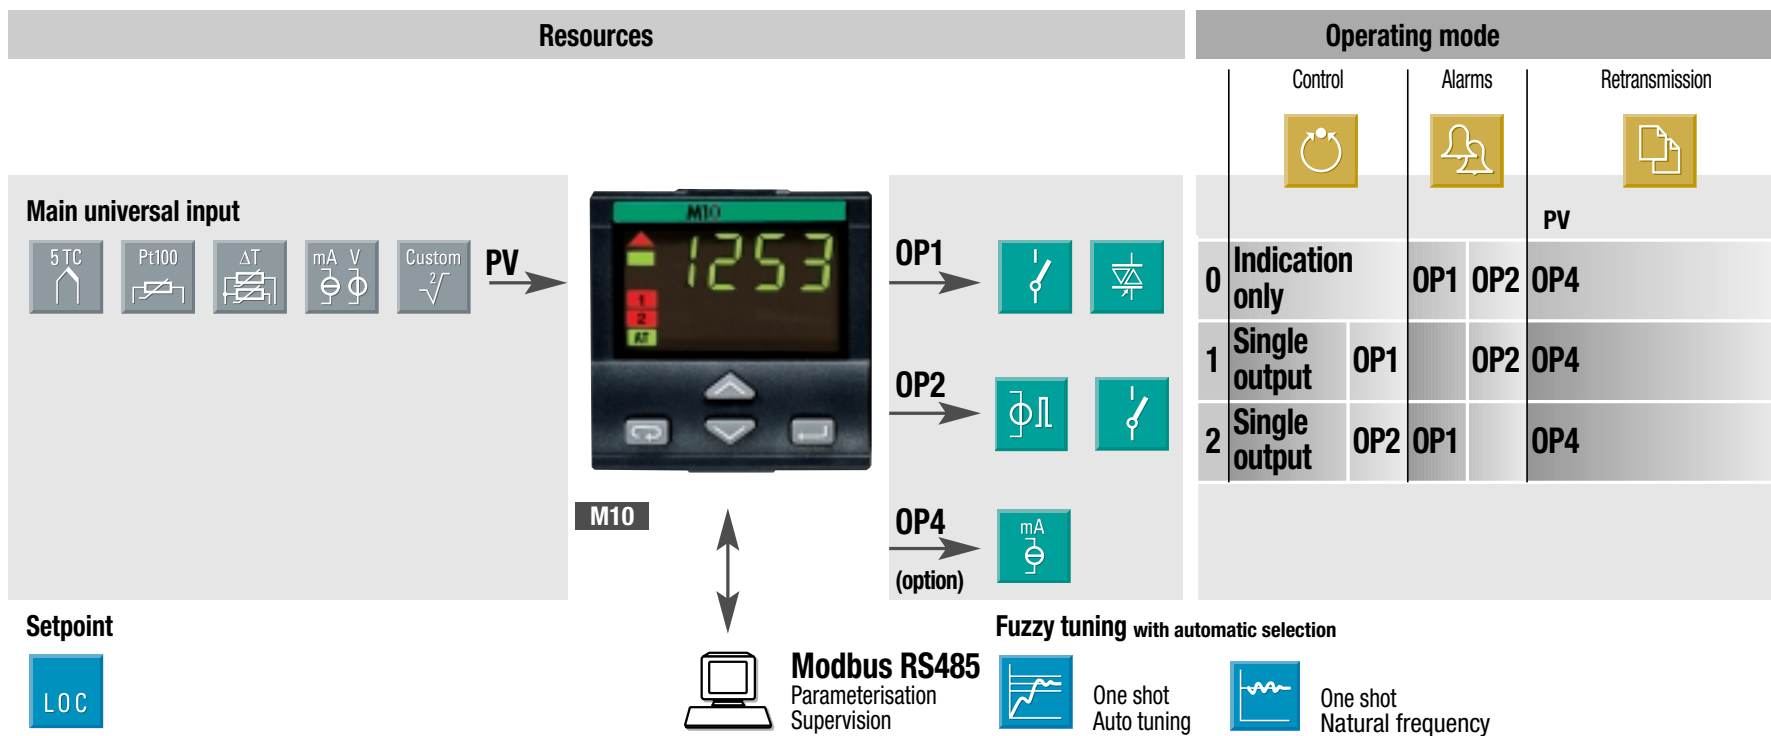 Resources
Operating mode
Control
Alarms
Retransmission
Main universal input
5 TC
Pt100
ΔT
mA V
Custom
2√
PV
M10
1253
1
2
AT
M10
OP1
OP2
OP4
(option)
mA
PV
0 Indication only OP1 OP2 OP4
1 Single output OP1 OP2 OP4
2 Single output OP2 OP1 OP4
Setpoint
LOC
Modbus RS485
Parameterisation
Supervision
Fuzzy tuning with automatic selection
One shot
Auto tuning
One shot
Natural frequency